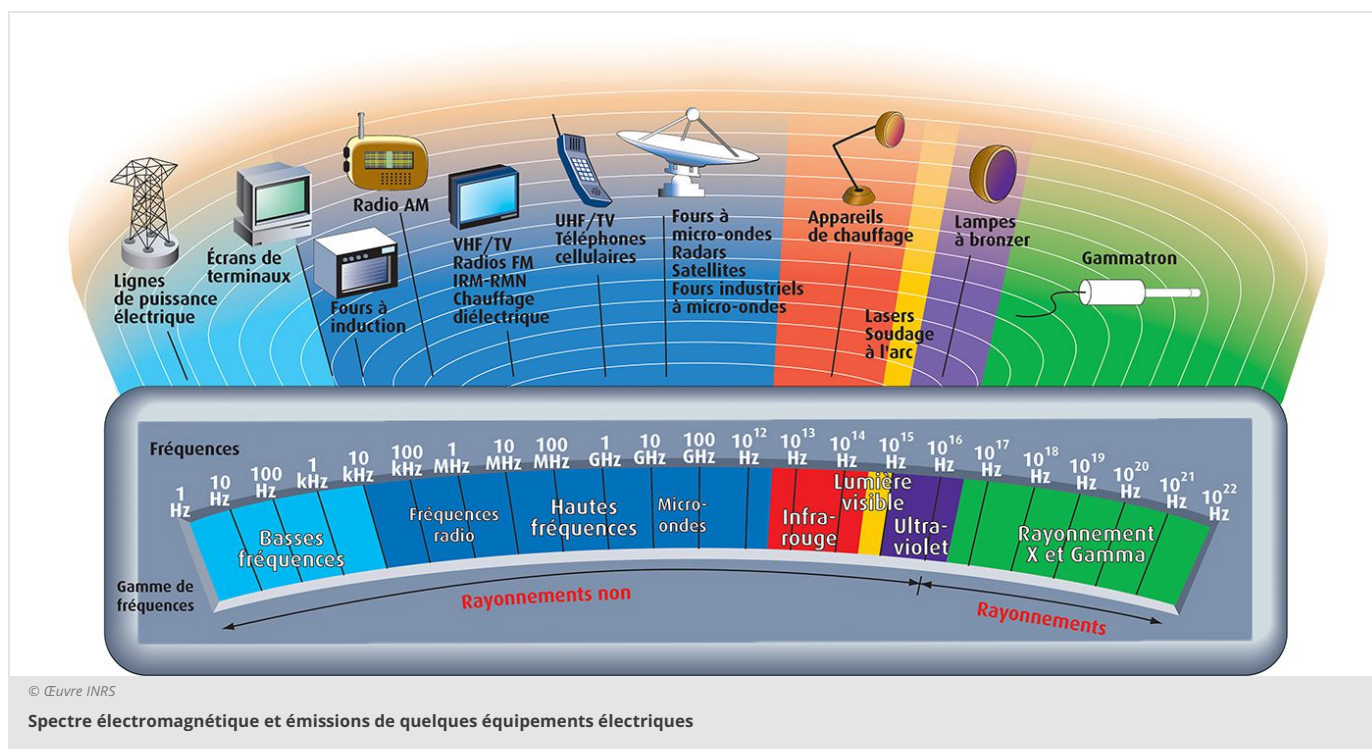 Lignes
de puissance
électrique
Écrans de
terminaux
Radio AM
Fours à
induction
VHF/TV
Radios FM
IRM-RMN
Chauffage
diélectrique
UHF/TV
Téléphones
cellulaires
Fours à
micro-ondes
Radars
Satellites
Fours industriels
à micro-ondes
Appareils
de chauffage
Lasers
Soudage
à l'arc
Lampes
à bronzer
Gammatron
Fréquences
1
Hz
10
Hz
100
Hz
1
kHz
10
kHz
100
kHz
1
MHz
10
MHz
100
MHz
1
GHz
10
GHz
100
GHz
10¹²
Hz
10¹³
Hz
10¹⁴
Hz
10¹⁵
Hz
10¹⁶
Hz
10¹⁷
Hz
10¹⁸
Hz
10¹⁹
Hz
10²⁰
Hz
10²¹
Hz
10²²
Hz
Gamme de
fréquences
Basses
fréquences
Fréquences
radio
Hautes
fréquences
Micro-
ondes
Infra-
rouge
Lumière
visible
Ultra-
violet
Rayonnement
X et Gamma
Rayonnements non
Rayonnements
© Œuvre INRS
Spectre électromagnétique et émissions de quelques équipements électriques